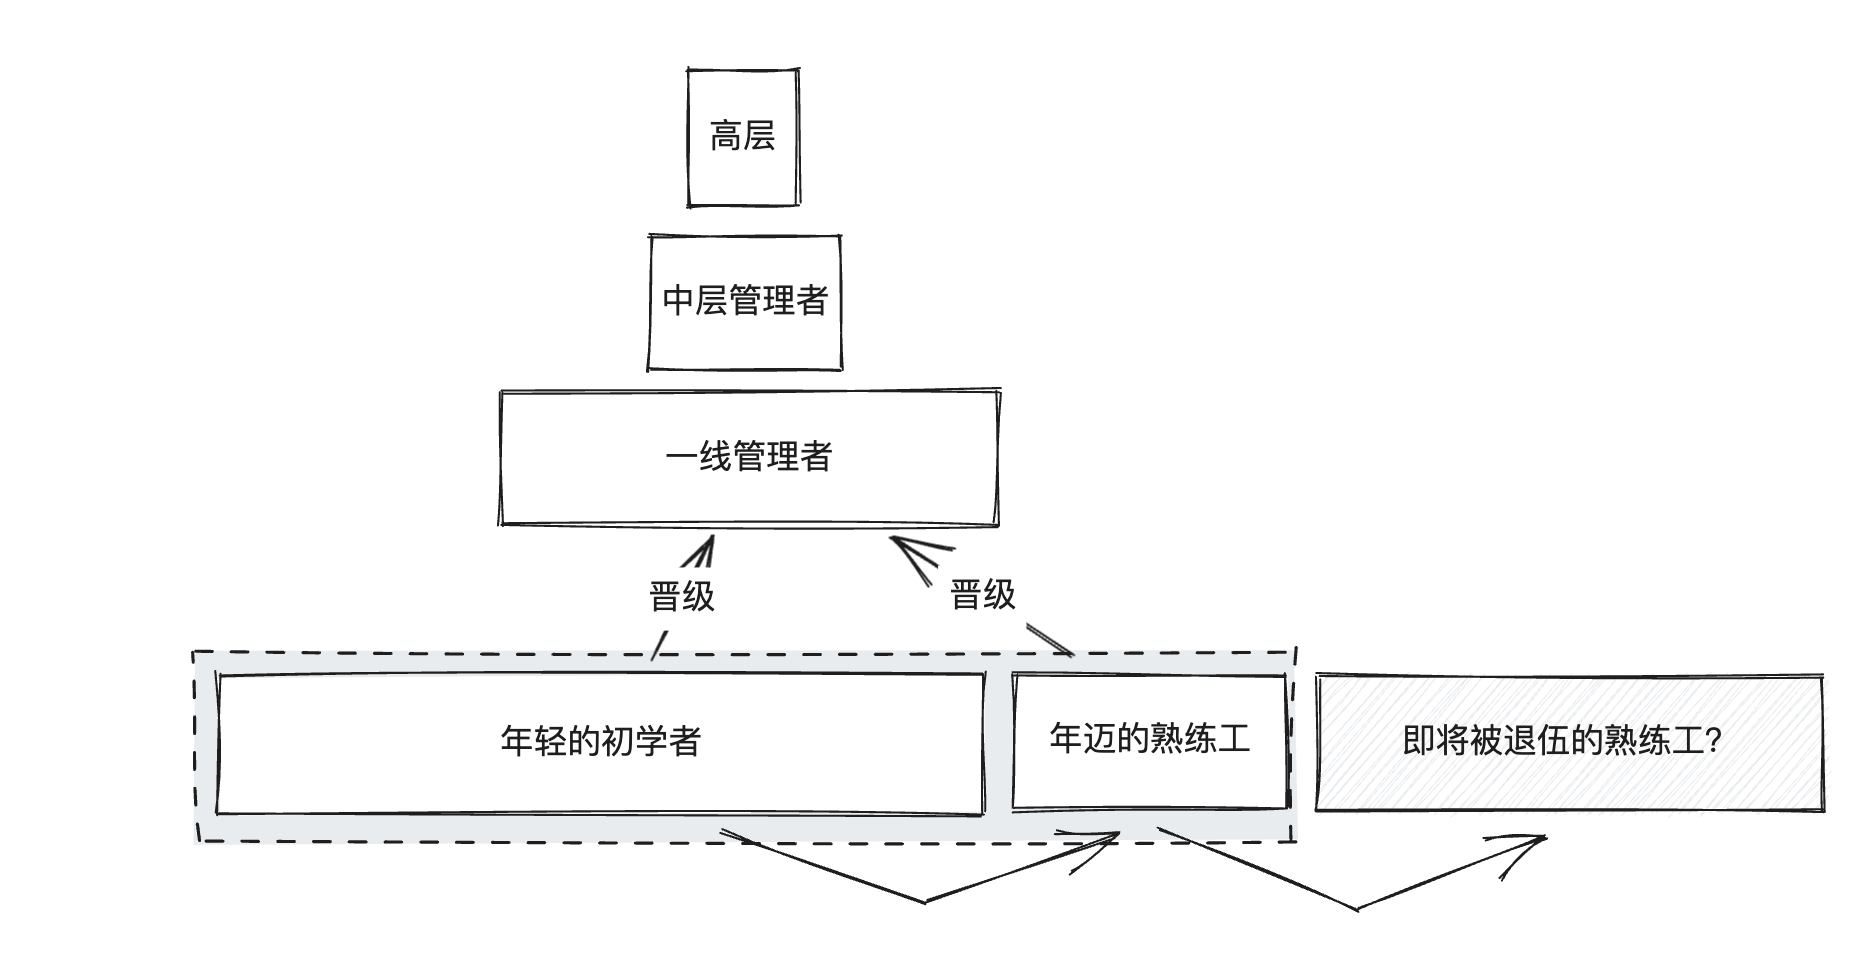 高层
中层管理者
一线管理者
晋级
晋级
年轻的初学者
年迈的熟练工
即将被退伍的熟练工?